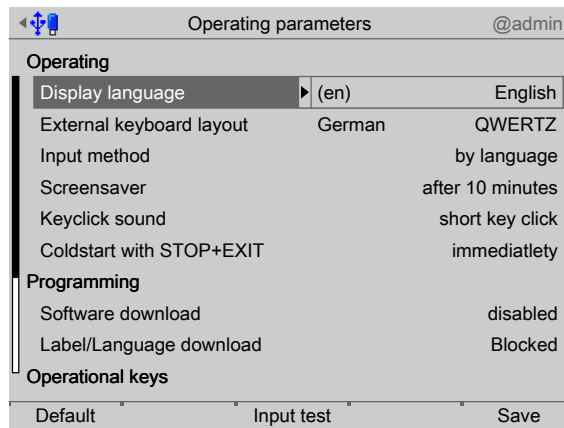 Operating parameters @admin
Operating
Display language (en) English
External keyboard layout German QWERTZ
Input method by language
Screensaver after 10 minutes
Keyclick sound short key click
Coldstart with STOP+EXIT immediatlety
Programming
Software download disabled
Label/Language download Blocked
Operational keys
Default Input test Save